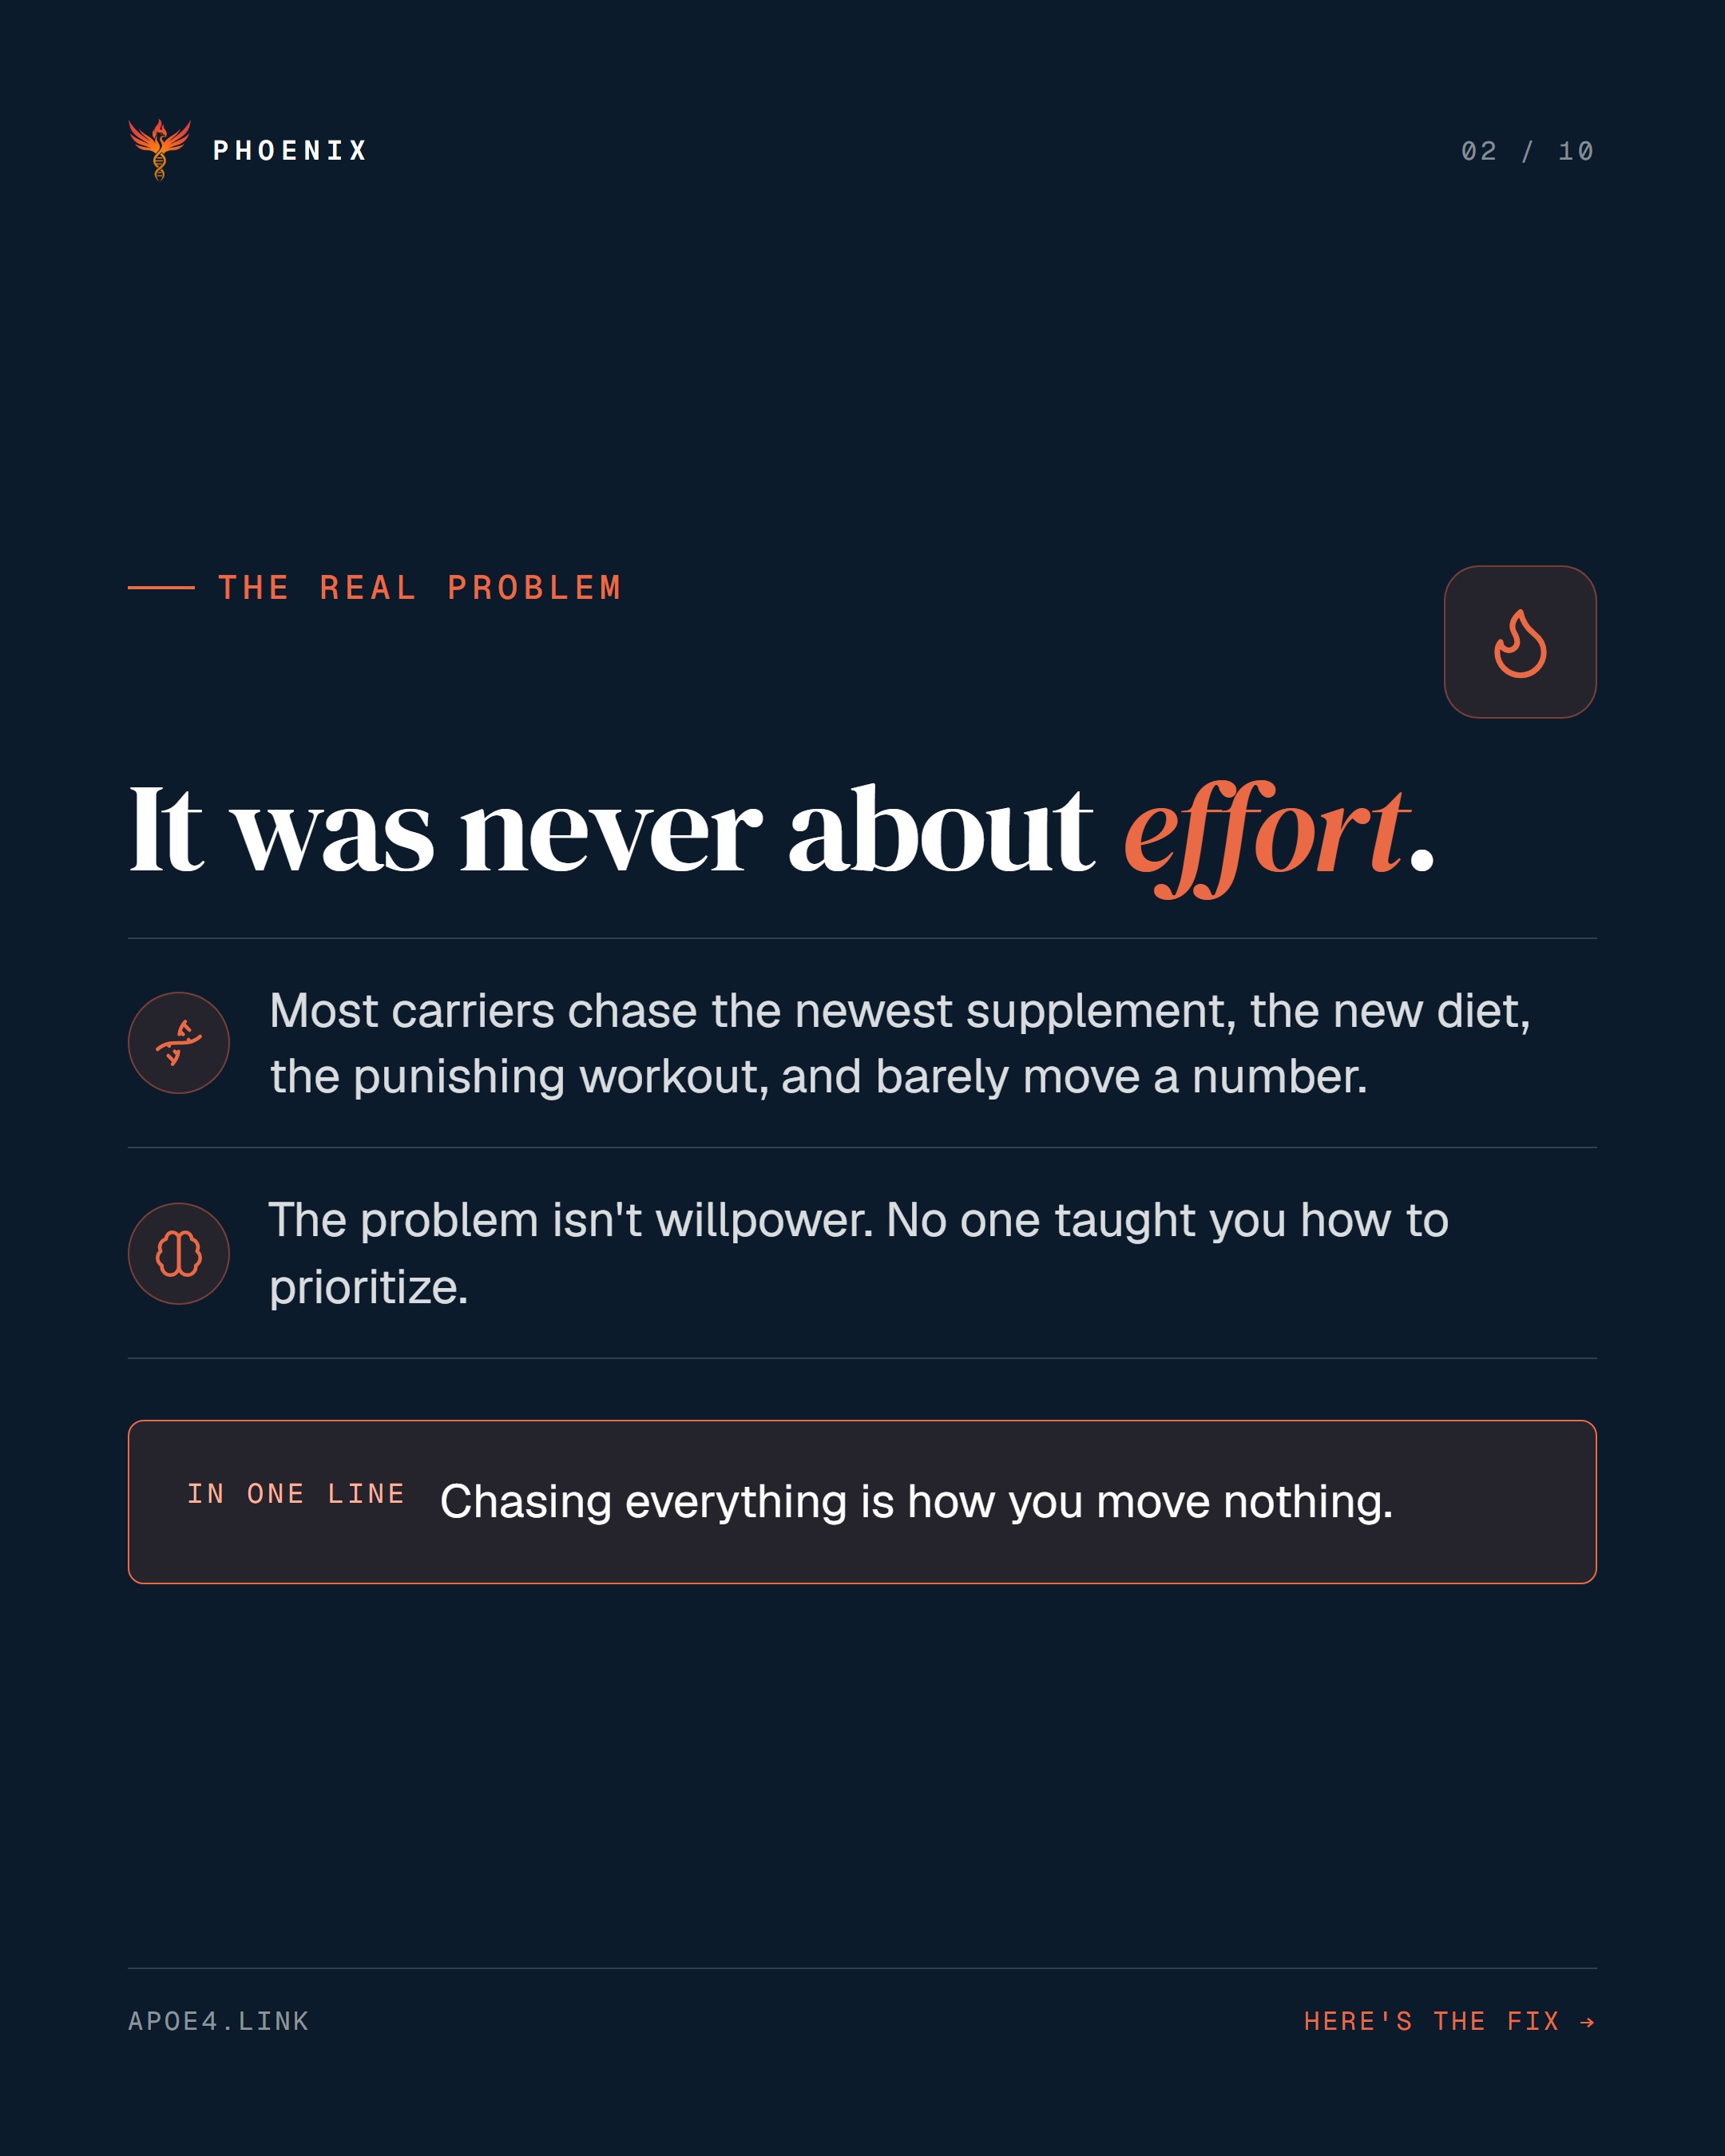 PHOENIX
02 / 10
THE REAL PROBLEM
It was never about effort.
Most carriers chase the newest supplement, the new diet,
the punishing workout, and barely move a number.
The problem isn't willpower. No one taught you how to
prioritize.
IN ONE LINE Chasing everything is how you move nothing.
APOE4.LINK
HERE'S THE FIX →